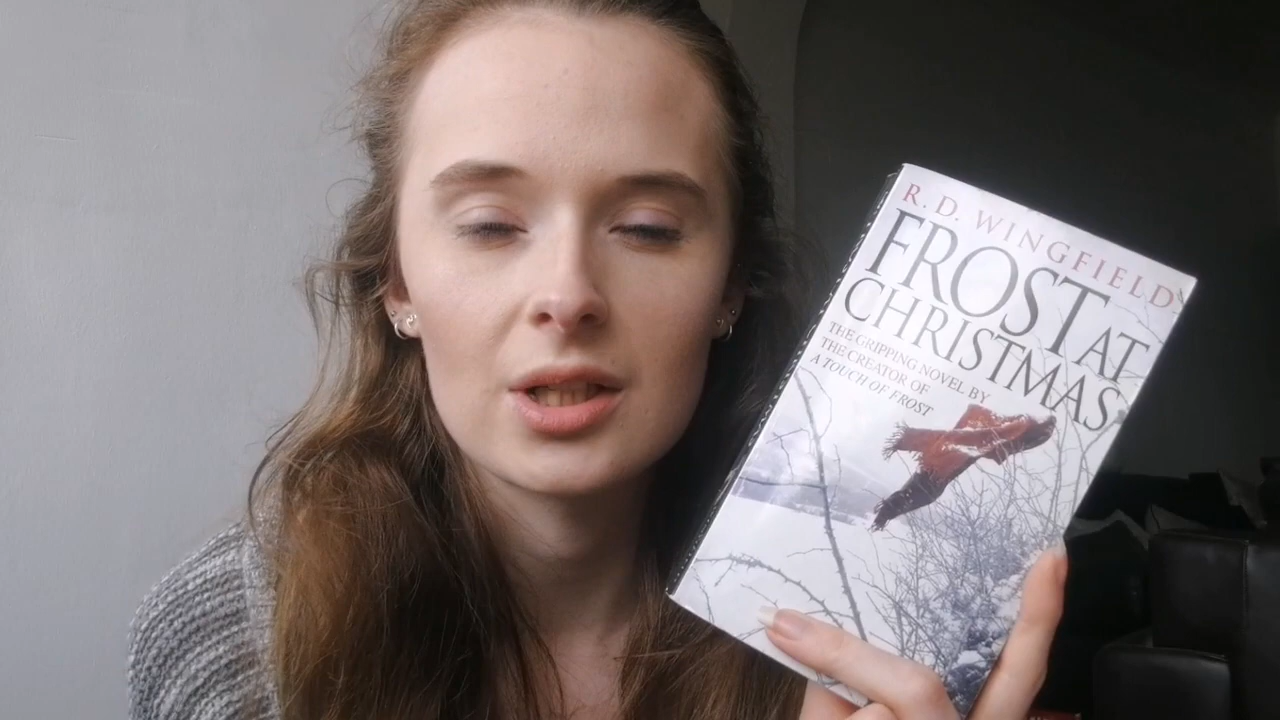 R. D. WINGFIELD
FROST AT
CHRISTMAS
THE GRIPPING NOVEL BY
THE CREATOR OF
A TOUCH OF FROST